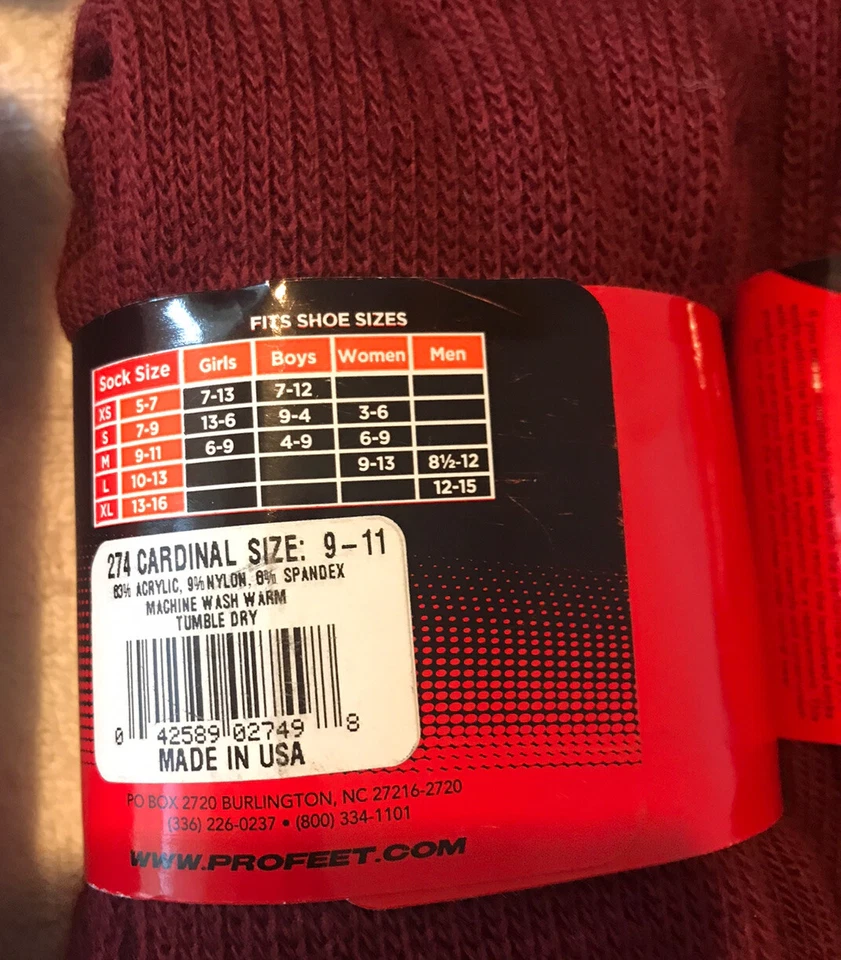 FITS SHOE SIZES
Sock Size Girls Boys Women Men
XS 5-7 7-13 7-12
S 7-9 13-6 9-4 3-6
M 9-11 6-9 4-9 6-9
L 10-13 9-13 8½-12
XL 13-16 12-15
274 CARDINAL SIZE: 9-11
83% ACRYLIC, 9% NYLON, 8% SPANDEX
MACHINE WASH WARM
TUMBLE DRY
0 42589 02749 8
MADE IN USA
PO BOX 2720 BURLINGTON, NC 27216-2720
(336) 226-0237 • (800) 334-1101
WWW.PROFEET.COM